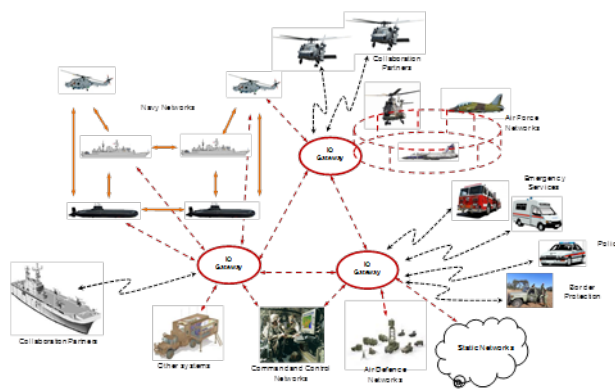 Collaboration
Partners
Navy Networks
Air Force
Networks
IO
Gateway
Emergency
Services
Polic
Border
Protection
IO
Gateway
IO
Gateway
Collaboration Partners
Other systems
Command and Control
Networks
Air Defence
Networks
Static Networks